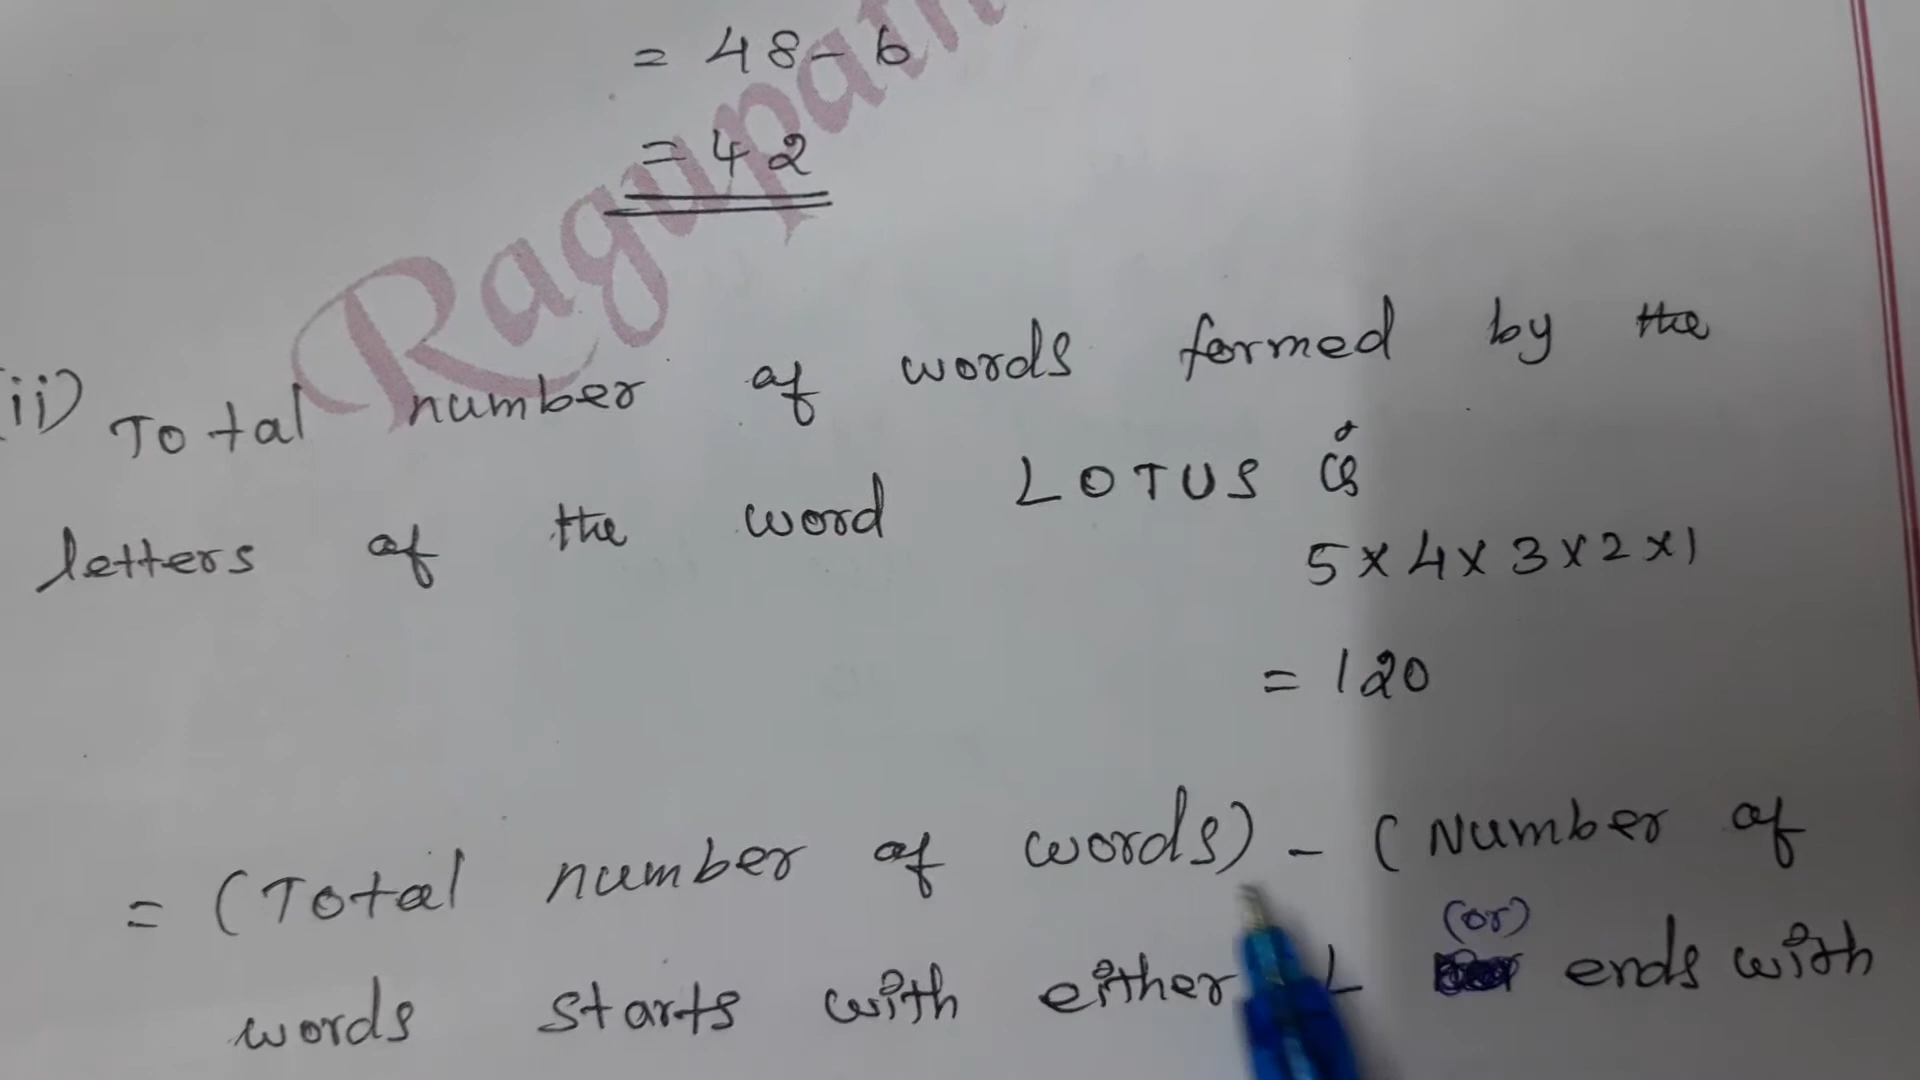 = 48 - 6
= 42
Ragupath
ii) Total number of words formed by the
letters of the word LOTUS is
5 × 4 × 3 × 2 × 1
= 120
= (Total number of words) - (Number of
(or)
words starts with either L ends with